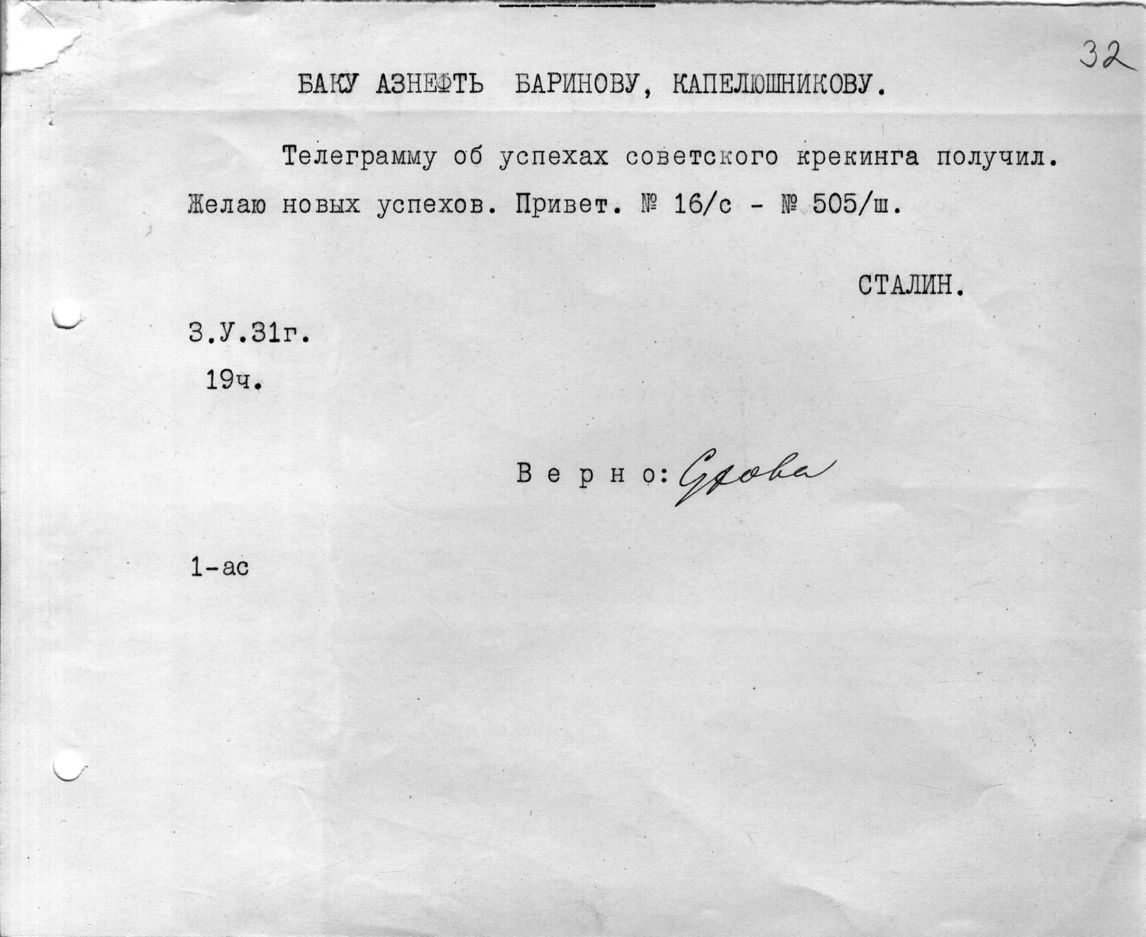 32
БАКУ АЗНЕФТЬ БАРИНОВУ, КАПЕЛЮШНИКОВУ.
Телеграмму об успехах советского крекинга получил.
Желаю новых успехов. Привет. № 16/с - № 505/ш.
СТАЛИН.
3.У.31г.
19ч.
Верно:
1-ас